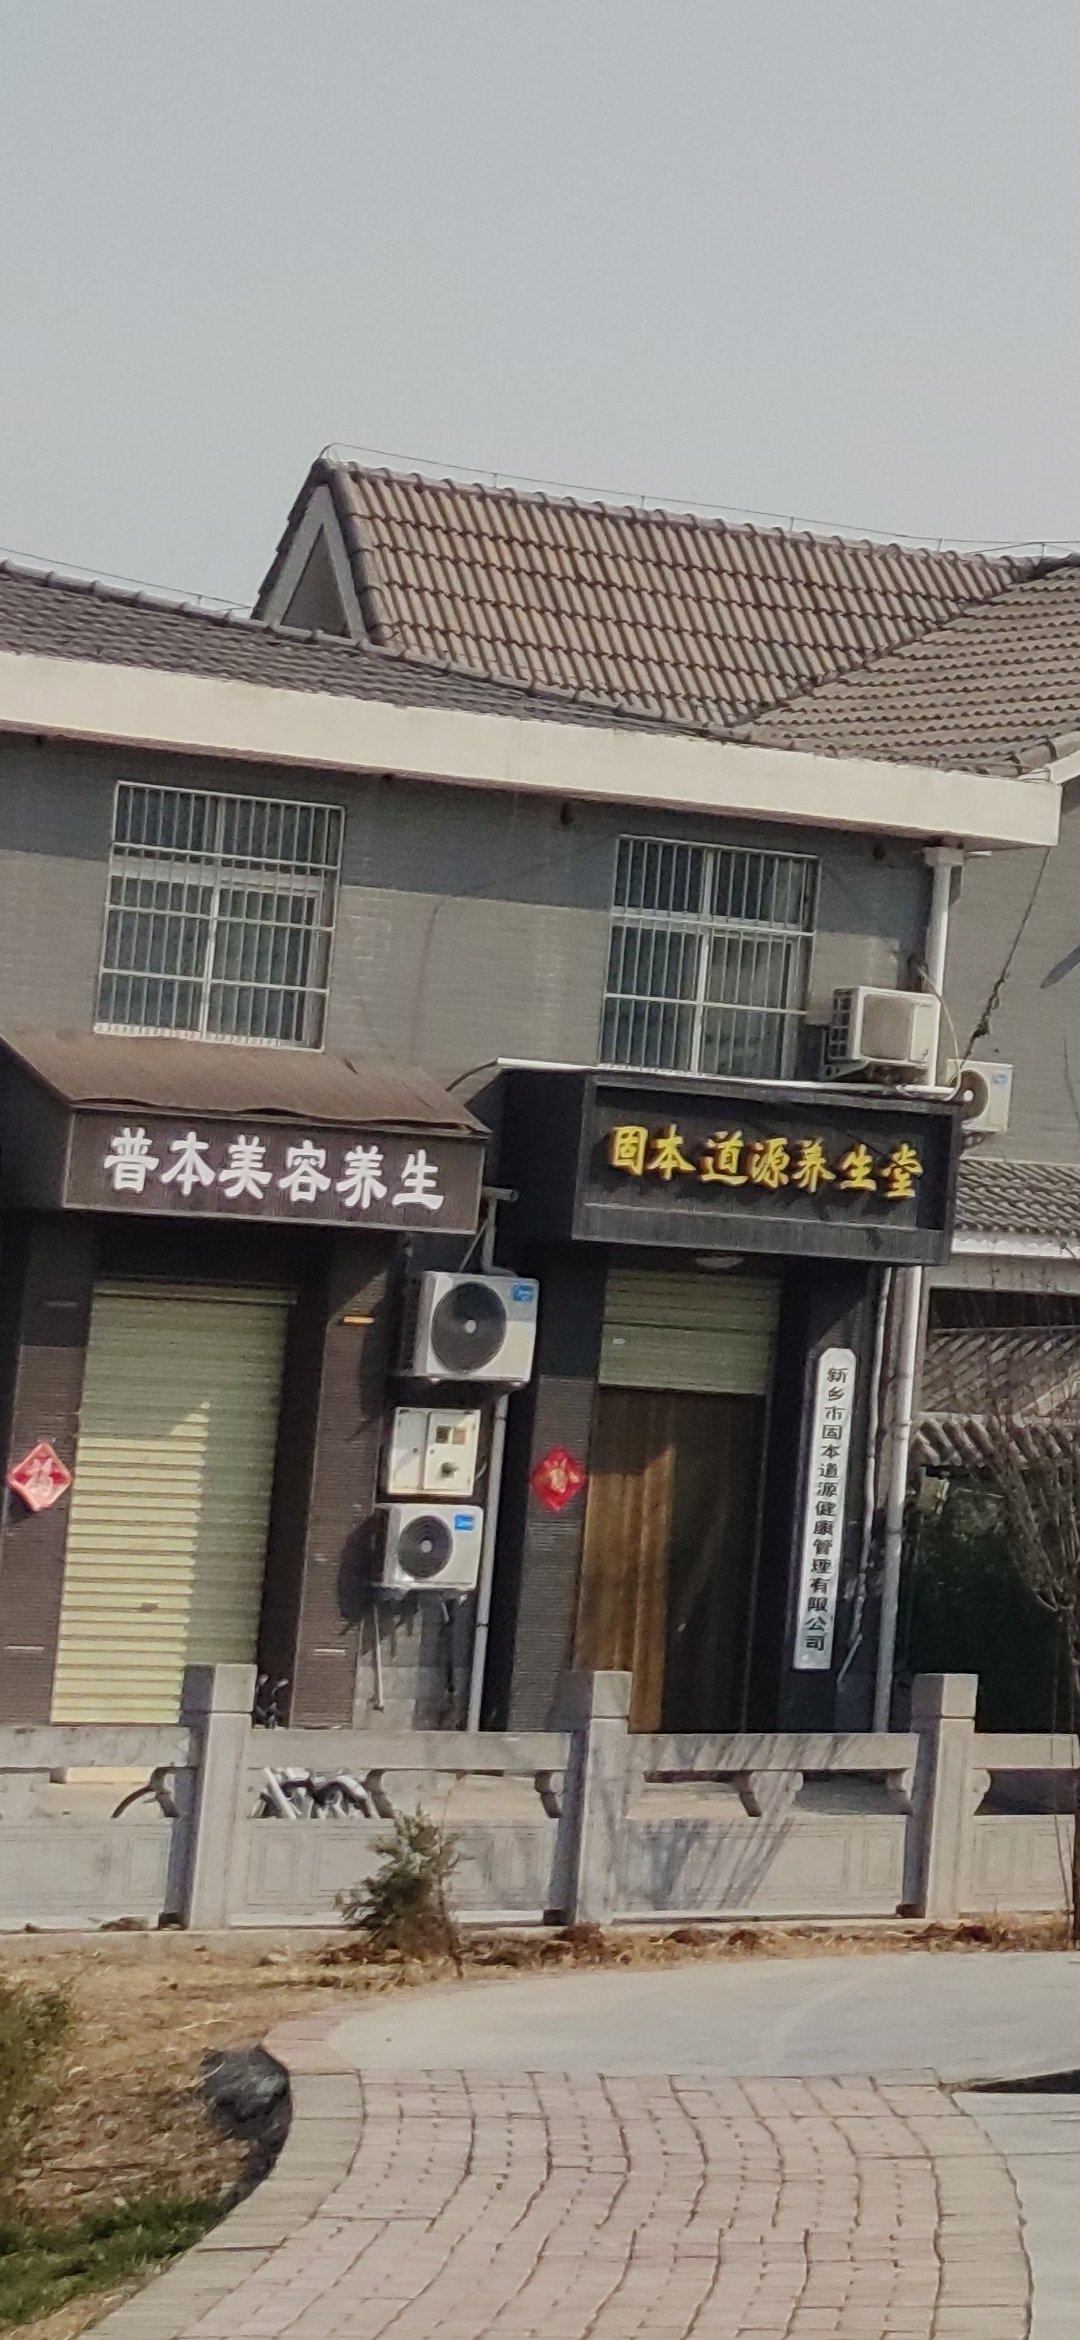 普本美容养生
固本道源养生堂
新乡市固本道源健康管理有限公司
福
福